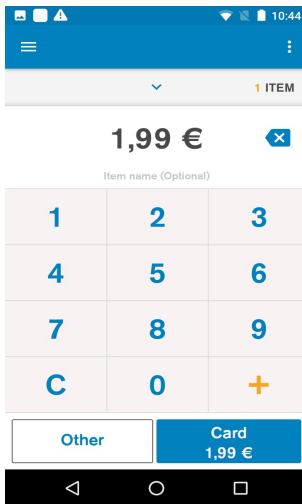 10:44
1 ITEM
1,99 €
Item name (Optional)
1 2 3
4 5 6
7 8 9
C 0 +
Other
Card
1,99 €